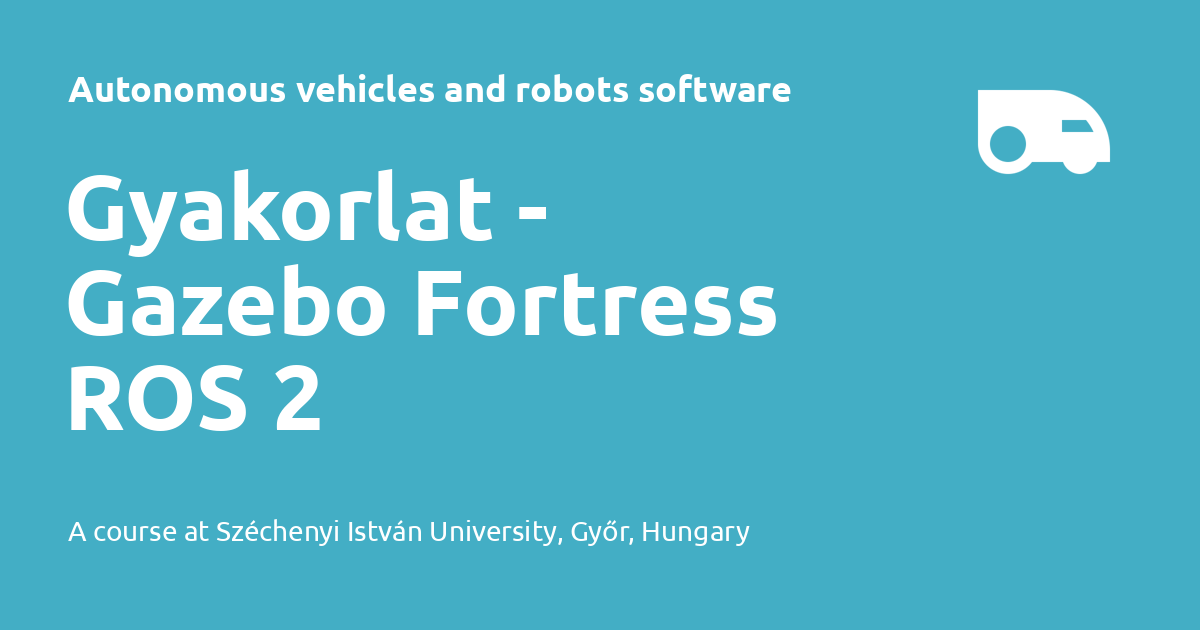 Autonomous vehicles and robots software
Gyakorlat -
Gazebo Fortress
ROS 2
A course at Széchenyi István University, Győr, Hungary